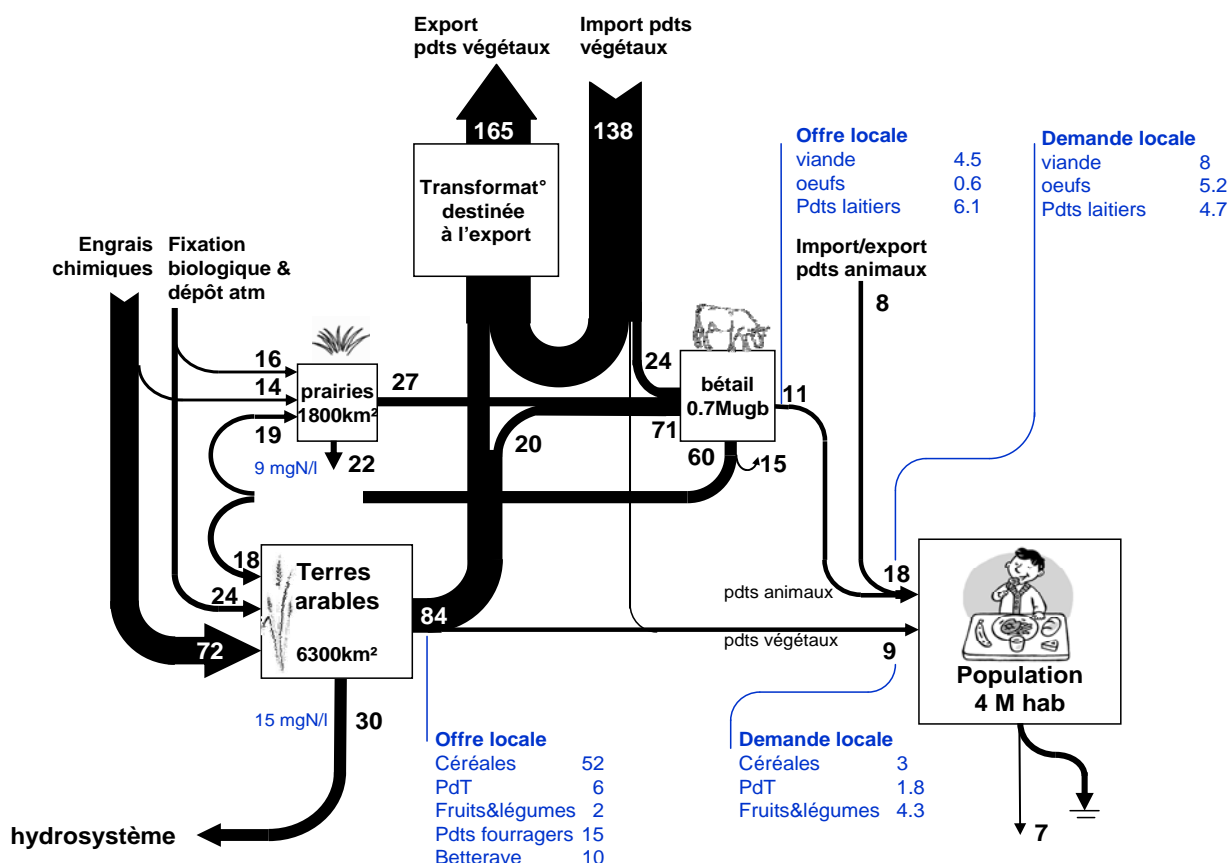 Export
pdts végétaux
Import pdts
végétaux
165
138
Transformat°
destinée
à l'export
Offre locale
viande 4.5
oeufs 0.6
Pdts laitiers 6.1
Demande locale
viande 8
oeufs 5.2
Pdts laitiers 4.7
Engrais
chimiques
Fixation
biologique &
dépôt atm
Import/export
pdts animaux
8
16
14
19
prairies
1800km²
27
24
bétail
0.7Mugb
11
71
20
60
15
9 mgN/l
22
18
24
72
Terres
arables
6300km²
84
pdts animaux
18
pdts végétaux
9
Population
4 M hab
15 mgN/l
30
Offre locale
Céréales 52
PdT 6
Fruits&légumes 2
Pdts fourragers 15
Betterave 10
Demande locale
Céréales 3
PdT 1.8
Fruits&légumes 4.3
7
hydrosystème